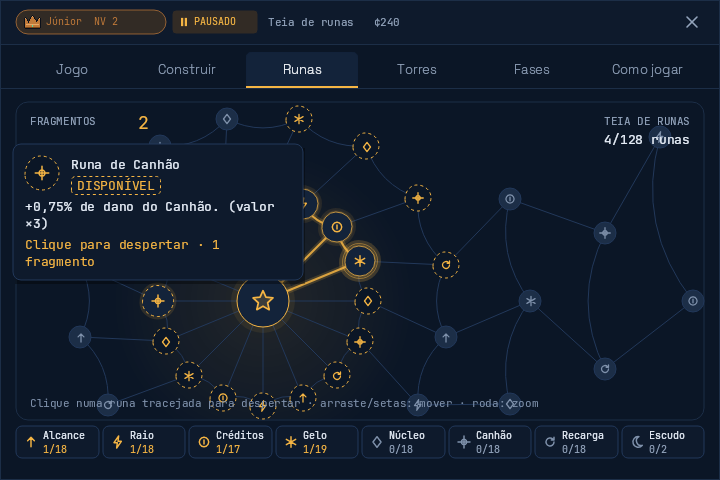 Júnior NV 2
PAUSADO
Teia de runas $240
Jogo Construir Runas Torres Fases Como jogar
FRAGMENTOS 2
TEIA DE RUNAS
4/128 runas
Runa de Canhão
DISPONÍVEL
+0,75% de dano do Canhão. (valor
×3)
Clique para despertar · 1
fragmento
Clique numa runa tracejada para despertar · arraste/setas: mover · roda: zoom
Alcance
1/18
Raio
1/18
Créditos
1/17
Gelo
1/19
Núcleo
0/18
Canhão
0/18
Recarga
0/18
Escudo
0/2